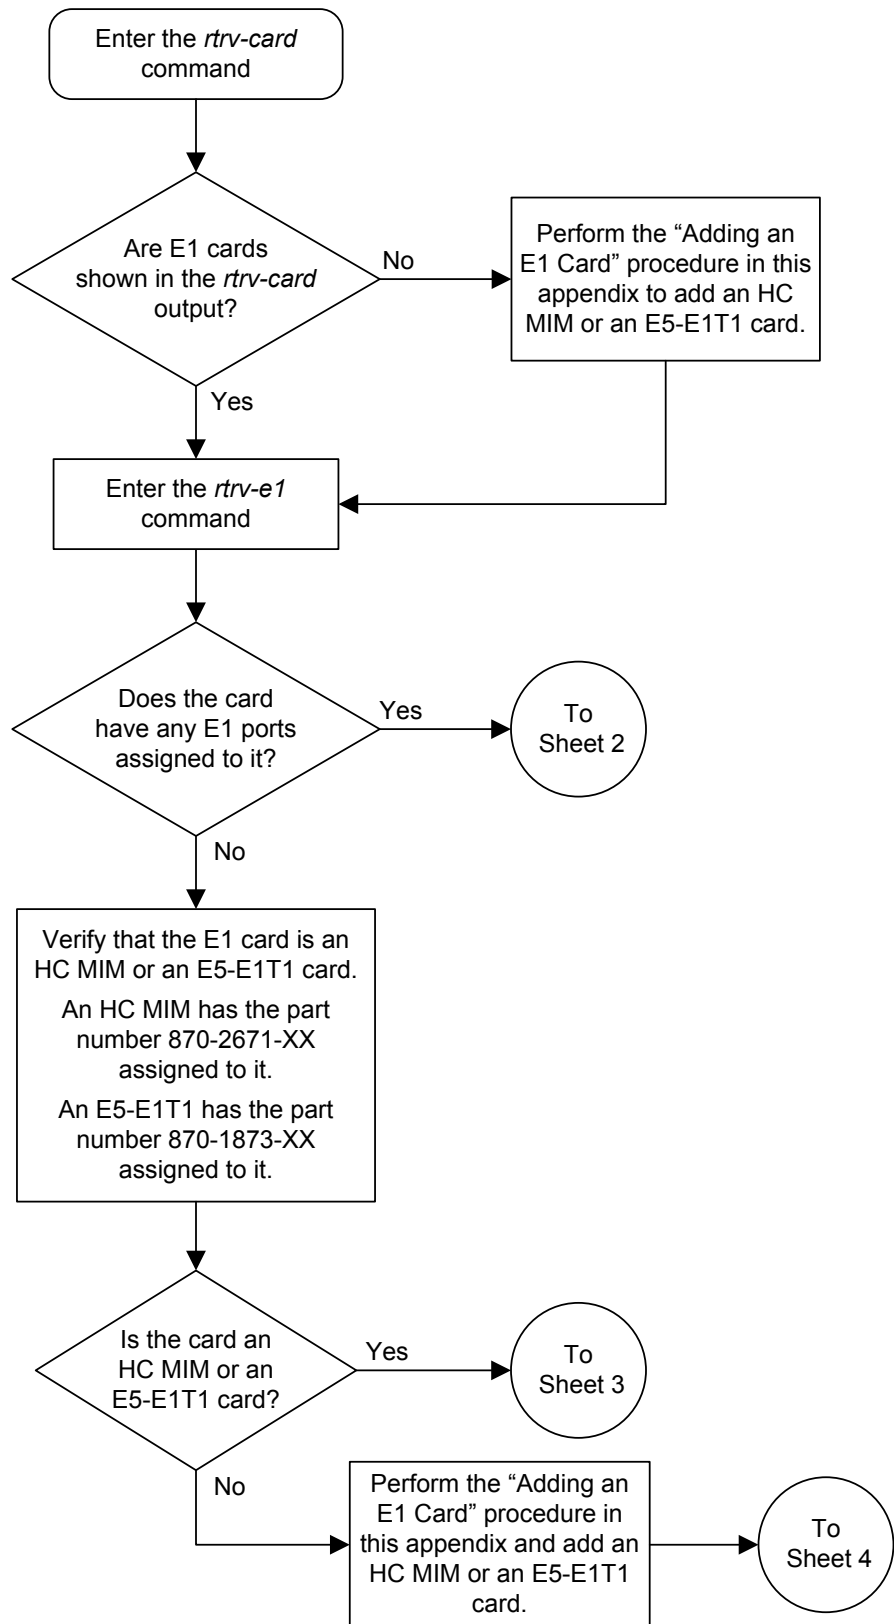 Enter the rtrv-card
command
Are E1 cards
shown in the rtrv-card
output?
No
Perform the “Adding an
E1 Card” procedure in this
appendix to add an HC
MIM or an E5-E1T1 card.
Yes
Enter the rtrv-e1
command
Does the card
have any E1 ports
assigned to it?
Yes
To
Sheet 2
No
Verify that the E1 card is an
HC MIM or an E5-E1T1 card.
An HC MIM has the part
number 870-2671-XX
assigned to it.
An E5-E1T1 has the part
number 870-1873-XX
assigned to it.
Is the card an
HC MIM or an
E5-E1T1 card?
Yes
To
Sheet 3
No
Perform the “Adding an
E1 Card” procedure in
this appendix and add an
HC MIM or an E5-E1T1
card.
To
Sheet 4